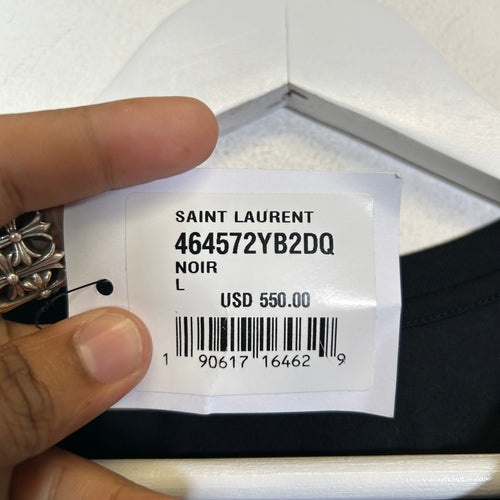 SAINT LAURENT
464572YB2DQ
NOIR
L
USD 550.00
1 90617 16462 9